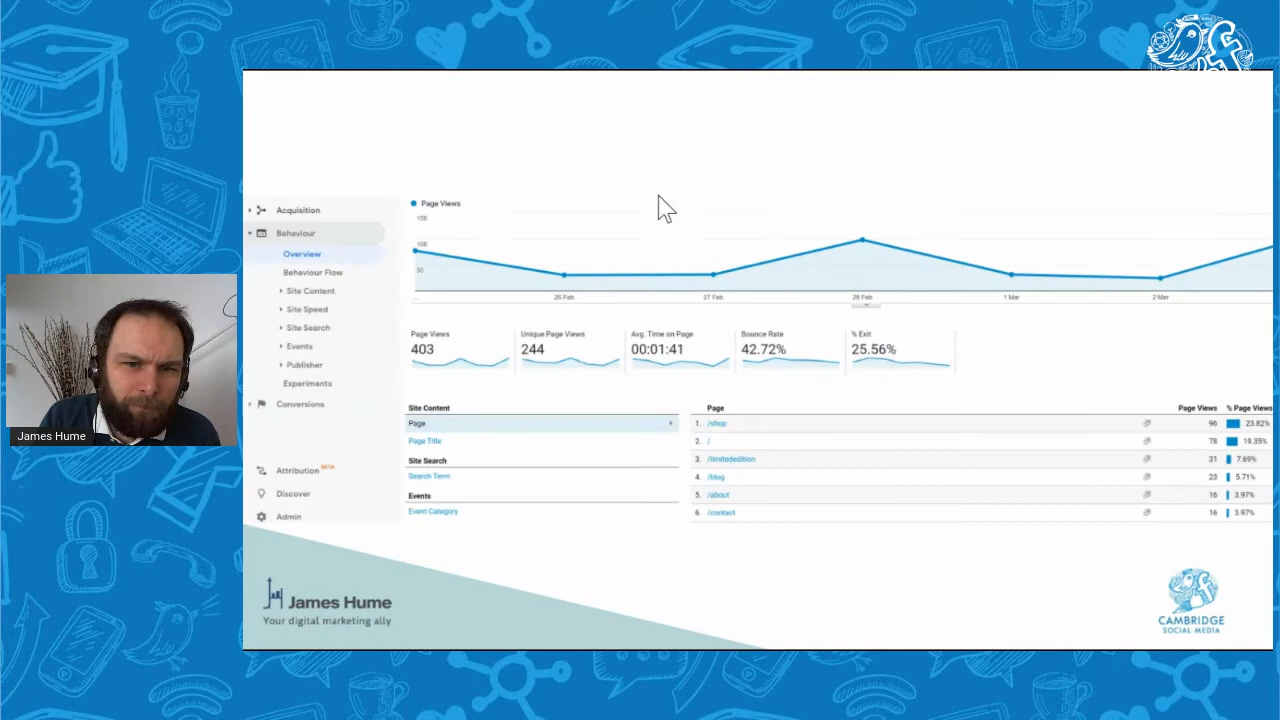 Acquisition
Behaviour
Overview
Behaviour Flow
Site Content
Site Speed
Site Search
Events
Publisher
Experiments
Conversions
Attribution BETA
Discover
Admin
Page Views
150
100
50
...
26 Feb
27 Feb
28 Feb
1 Mar
2 Mar
Page Views
403
Unique Page Views
244
Avg. Time on Page
00:01:41
Bounce Rate
42.72%
% Exit
25.56%
Site Content
Page
Page Title
Site Search
Search Term
Events
Event Category
Page Page Views % Page Views
1. /shop 96 23.82%
2. / 78 19.35%
3. /limitededition 31 7.69%
4. /blog 23 5.71%
5. /about 16 3.97%
6. /contact 16 3.97%
James Hume
James Hume
Your digital marketing ally
CAMBRIDGE
SOCIAL MEDIA